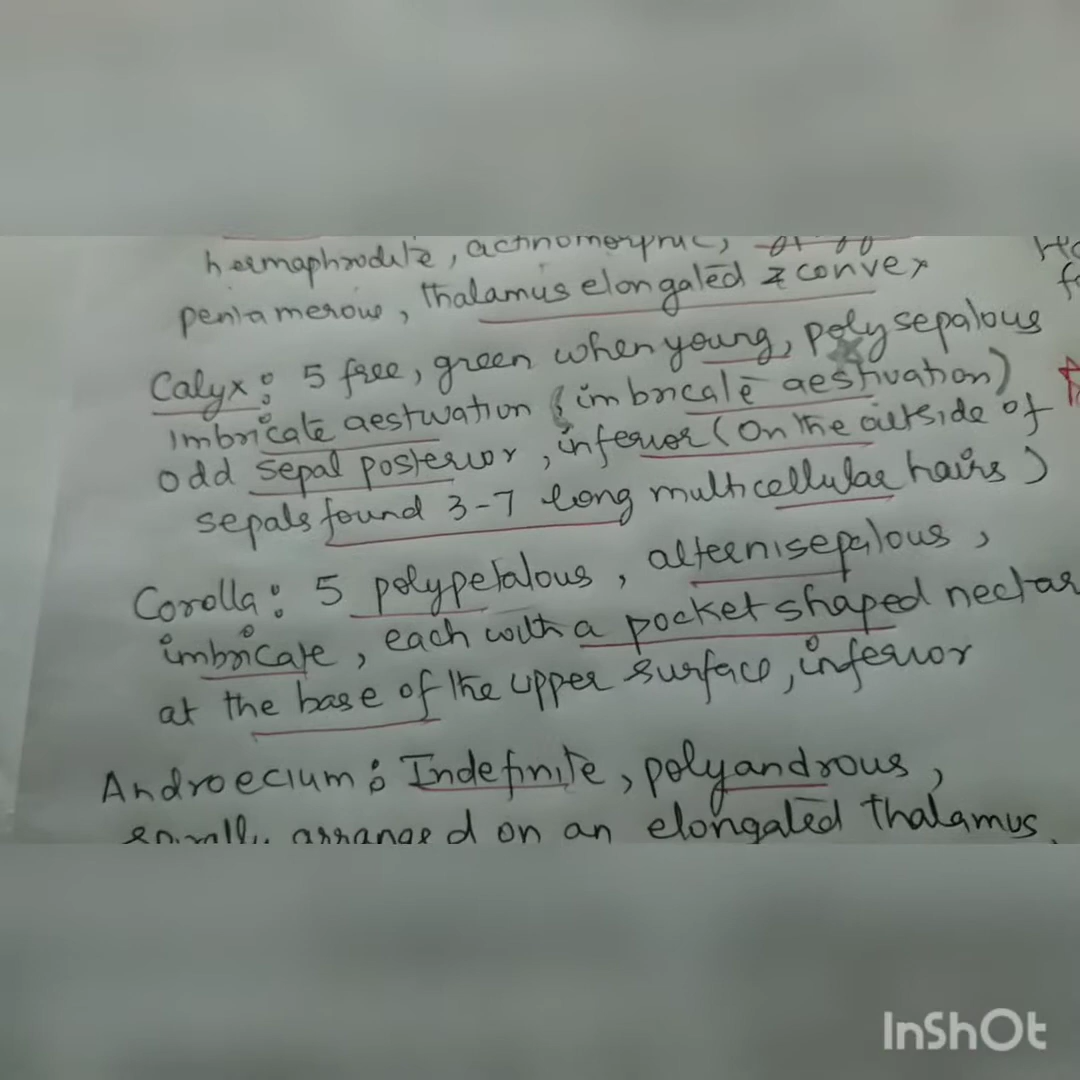 hermaphrodite, actinomorphic,
pentamerous, thalamus elongated & convex
Calyx: 5 free, green when young, polysepalous
imbricate aestivation (imbricate aestivation)
odd sepal posterior, inferior (On the outside of
sepals found 3-7 long multicellular hairs)
Corolla: 5 polypetalous, alternisepalous,
imbricate, each with a pocket shaped nectar
at the base of the upper surface, inferior
Androecium: Indefinite, polyandrous,
spirally arranged on an elongated thalamus.
InShOt